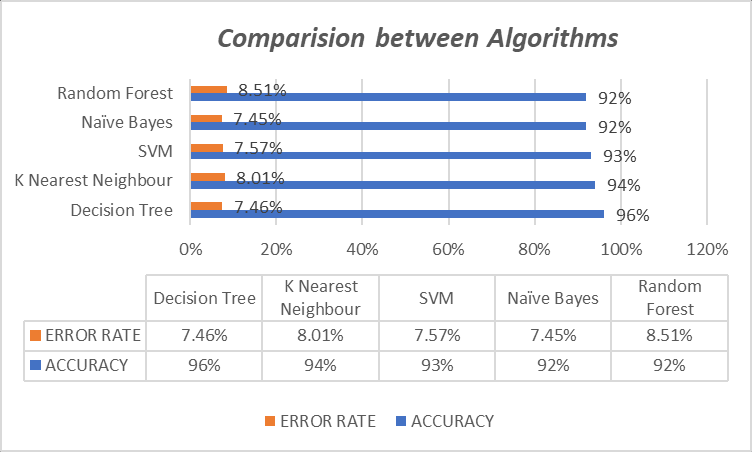 Comparision between Algorithms
Random Forest 8.51% 92%
Naïve Bayes 7.45% 92%
SVM 7.57% 93%
K Nearest Neighbour 8.01% 94%
Decision Tree 7.46% 96%
0% 20% 40% 60% 80% 100% 120%
Decision Tree K Nearest Neighbour SVM Naïve Bayes Random Forest
ERROR RATE 7.46% 8.01% 7.57% 7.45% 8.51%
ACCURACY 96% 94% 93% 92% 92%
ERROR RATE ACCURACY